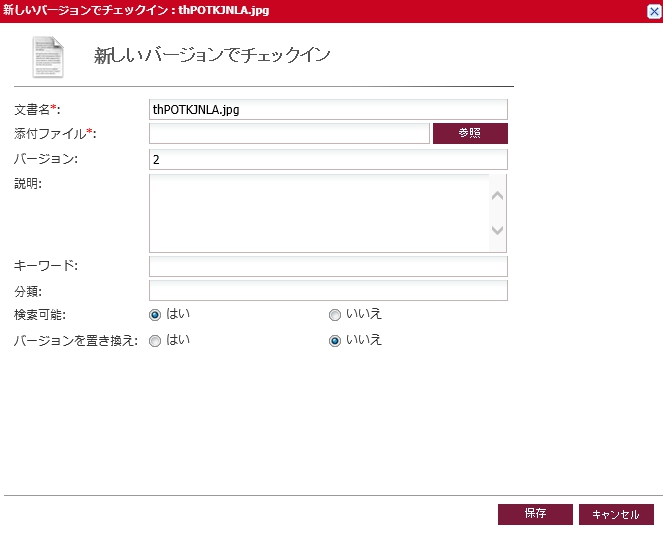 新しいバージョンでチェックイン : thPOTKJNLA.jpg
新しいバージョンでチェックイン
文書名*: thPOTKJNLA.jpg
添付ファイル*: 参照
バージョン: 2
説明:
キーワード:
分類:
検索可能: はい いいえ
バージョンを置き換え: はい いいえ
保存 キャンセル